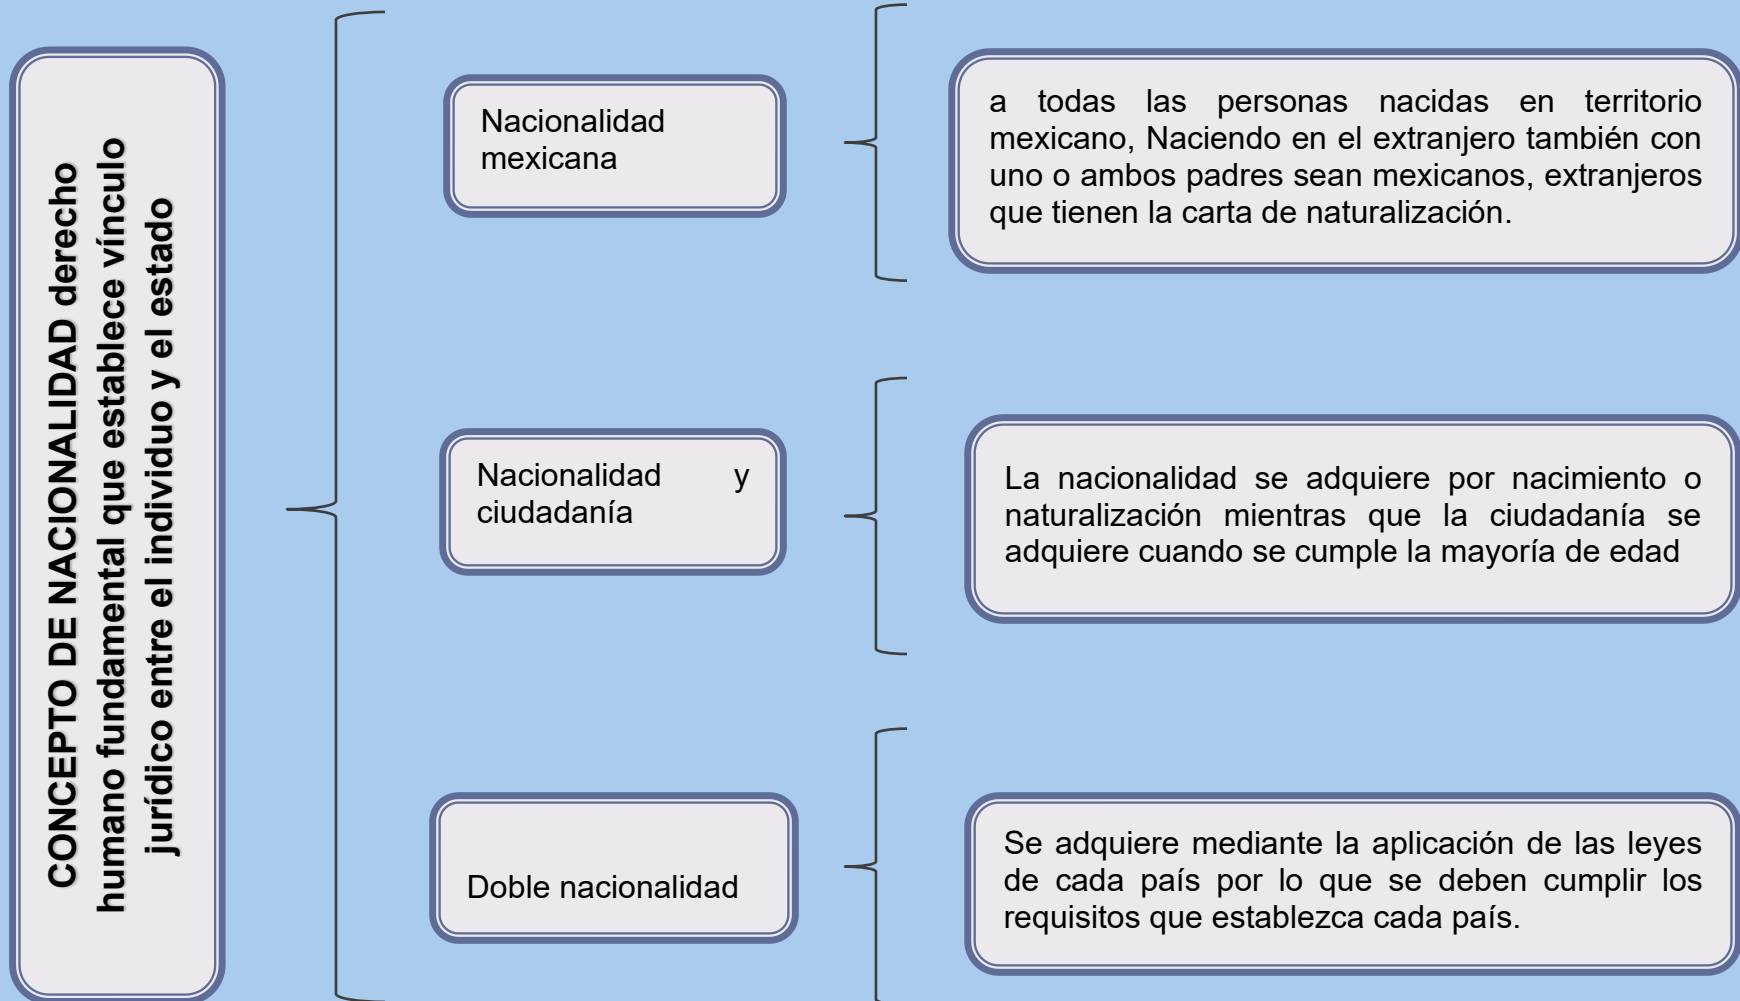 CONCEPTO DE NACIONALIDAD derecho
humano fundamental que establece vínculo
jurídico entre el individuo y el estado
Nacionalidad
mexicana
a todas las personas nacidas en territorio
mexicano, Naciendo en el extranjero también con
uno o ambos padres sean mexicanos, extranjeros
que tienen la carta de naturalización.
Nacionalidad y
ciudadanía
La nacionalidad se adquiere por nacimiento o
naturalización mientras que la ciudadanía se
adquiere cuando se cumple la mayoría de edad
Doble nacionalidad
Se adquiere mediante la aplicación de las leyes
de cada país por lo que se deben cumplir los
requisitos que establezca cada país.